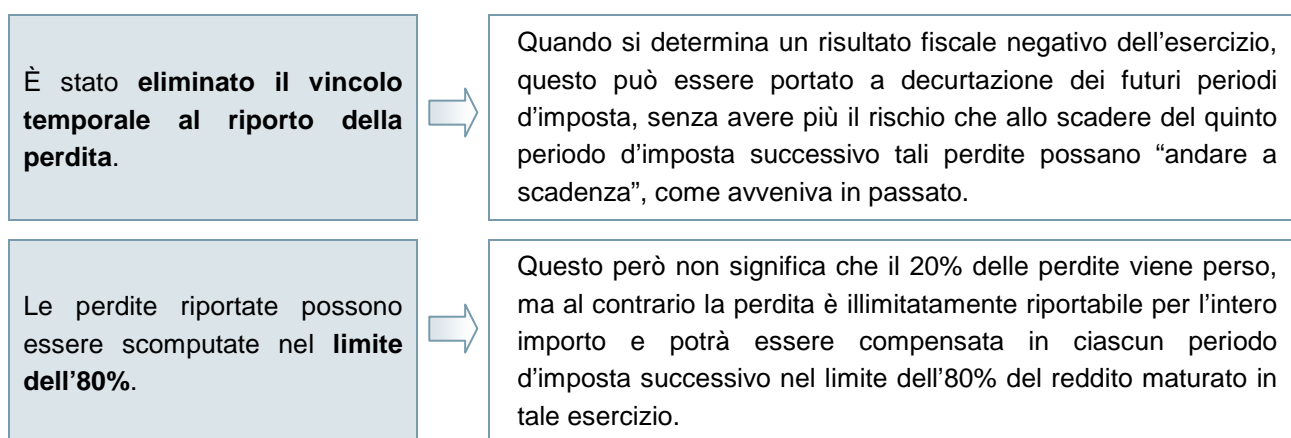 È stato eliminato il vincolo
temporale al riporto della
perdita.
Quando si determina un risultato fiscale negativo dell’esercizio,
questo può essere portato a decurtazione dei futuri periodi
d’imposta, senza avere più il rischio che allo scadere del quinto
periodo d’imposta successivo tali perdite possano “andare a
scadenza”, come avveniva in passato.
Le perdite riportate possono
essere scomputate nel limite
dell’80%.
Questo però non significa che il 20% delle perdite viene perso,
ma al contrario la perdita è illimitatamente riportabile per l’intero
importo e potrà essere compensata in ciascun periodo
d’imposta successivo nel limite dell’80% del reddito maturato in
tale esercizio.